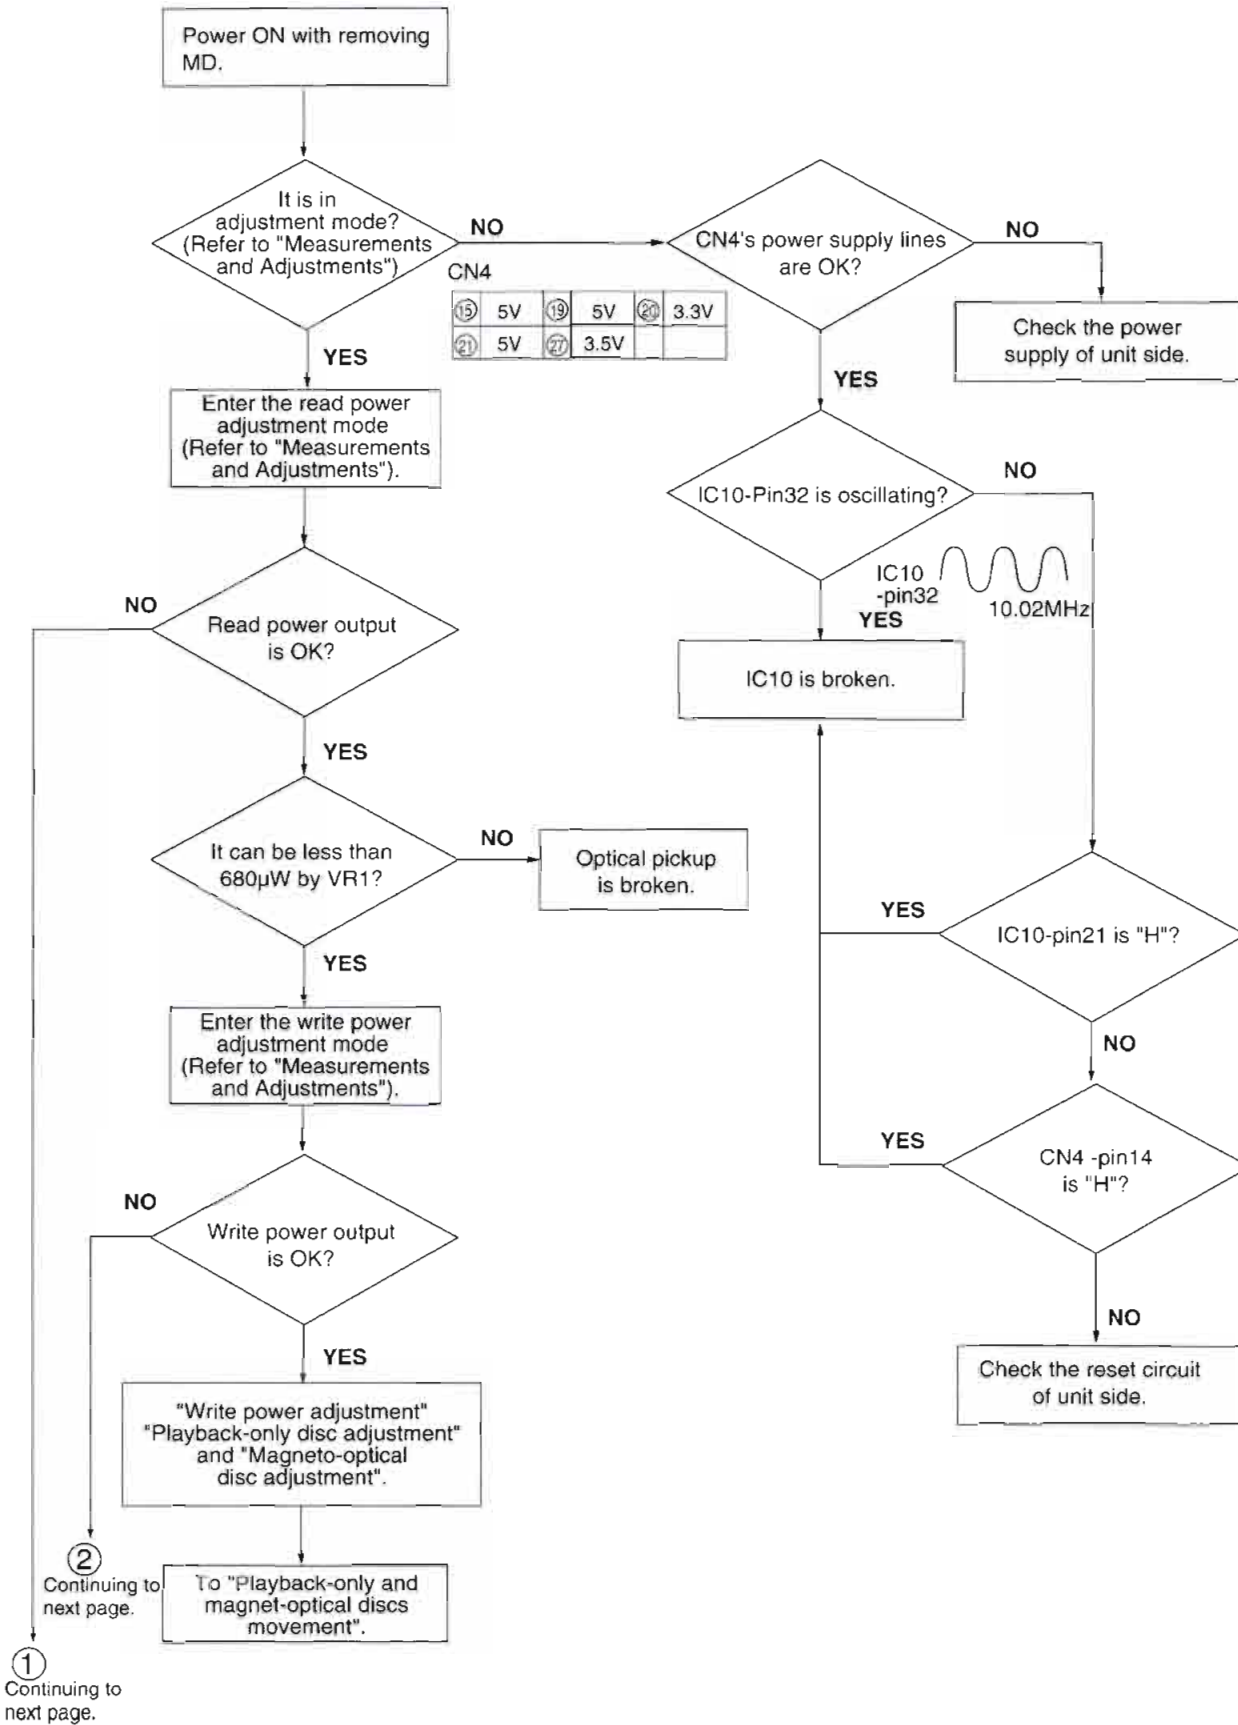 Power ON with removing
MD.
It is in
adjustment mode?
(Refer to "Measurements
and Adjustments")
NO
YES
CN4
⑮ 5V ⑲ 5V ⑳ 3.3V
㉑ 5V ㉗ 3.5V
CN4's power supply lines
are OK?
NO
YES
Check the power
supply of unit side.
Enter the read power
adjustment mode
(Refer to "Measurements
and Adjustments").
IC10-Pin32 is oscillating?
NO
YES
IC10
-pin32
10.02MHz
IC10 is broken.
Read power output
is OK?
NO
YES
It can be less than
680µW by VR1?
NO
YES
Optical pickup
is broken.
IC10-pin21 is "H"?
YES
NO
CN4 -pin14
is "H"?
YES
NO
Check the reset circuit
of unit side.
Enter the write power
adjustment mode
(Refer to "Measurements
and Adjustments").
Write power output
is OK?
NO
YES
"Write power adjustment"
"Playback-only disc adjustment"
and "Magneto-optical
disc adjustment".
To "Playback-only and
magnet-optical discs
movement".
②
Continuing to
next page.
①
Continuing to
next page.